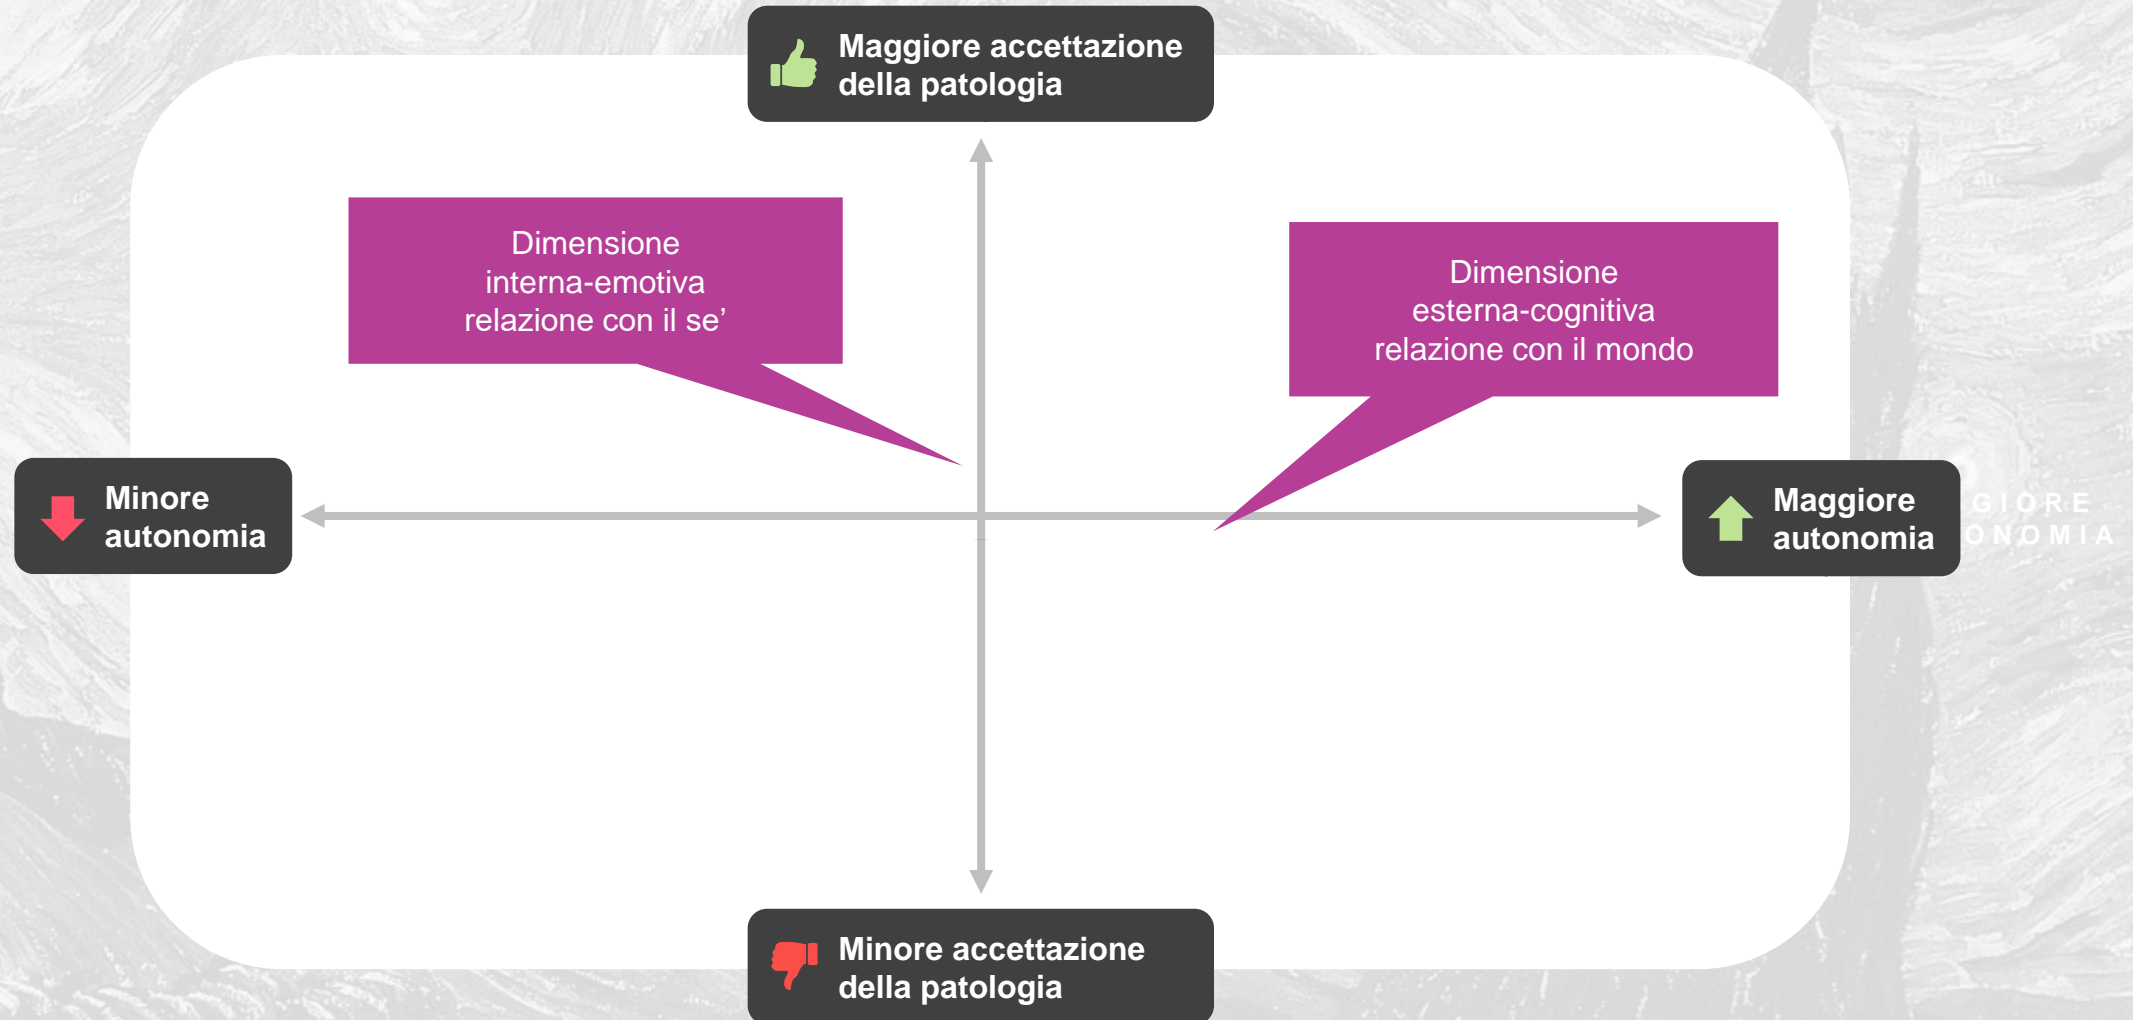 Maggiore accettazione
della patologia
Dimensione
interna-emotiva
relazione con il se’
Dimensione
esterna-cognitiva
relazione con il mondo
Minore
autonomia
Maggiore
autonomia
Minore accettazione
della patologia